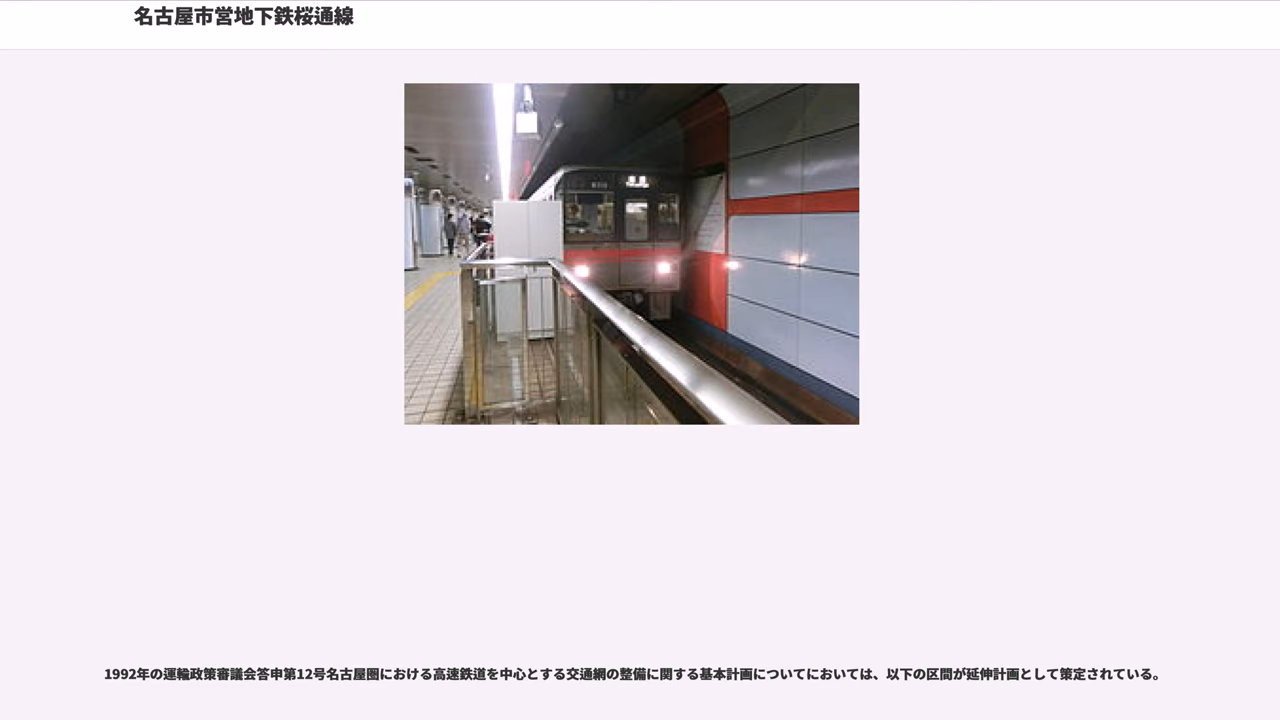 名古屋市営地下鉄桜通線
1992年の運輸政策審議会答申第12号名古屋圏における高速鉄道を中心とする交通網の整備に関する基本計画についてにおいては、以下の区間が延伸計画として策定されている。